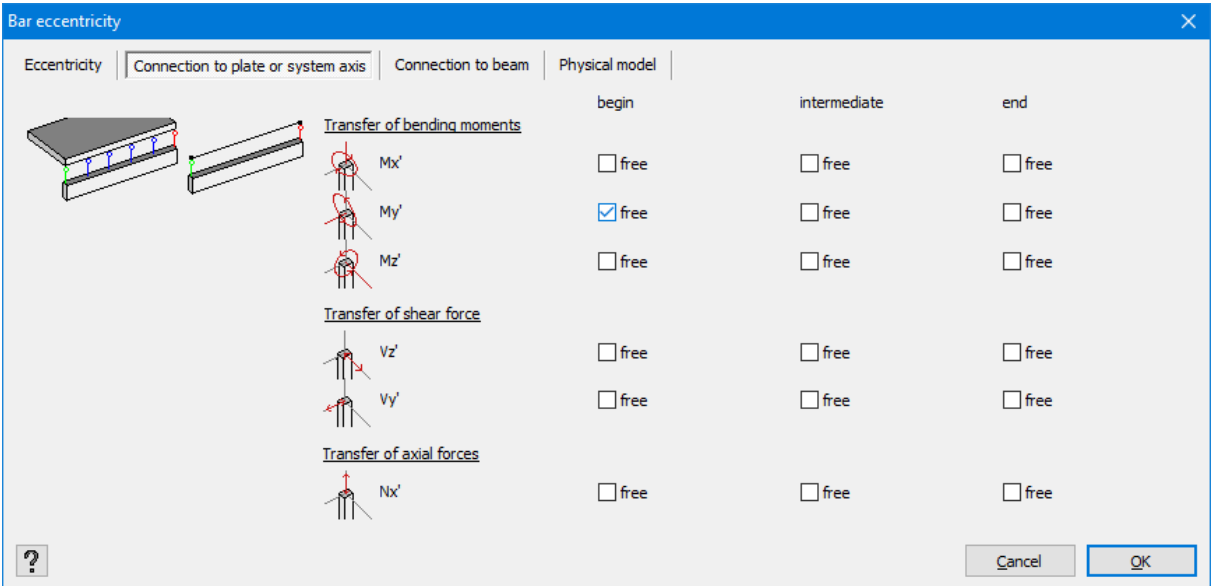 Bar eccentricity
Eccentricity Connection to plate or system axis Connection to beam Physical model
begin intermediate end
Transfer of bending moments
Mx' free free free
My' free free free
Mz' free free free
Transfer of shear force
Vz' free free free
Vy' free free free
Transfer of axial forces
Nx' free free free
? Cancel OK